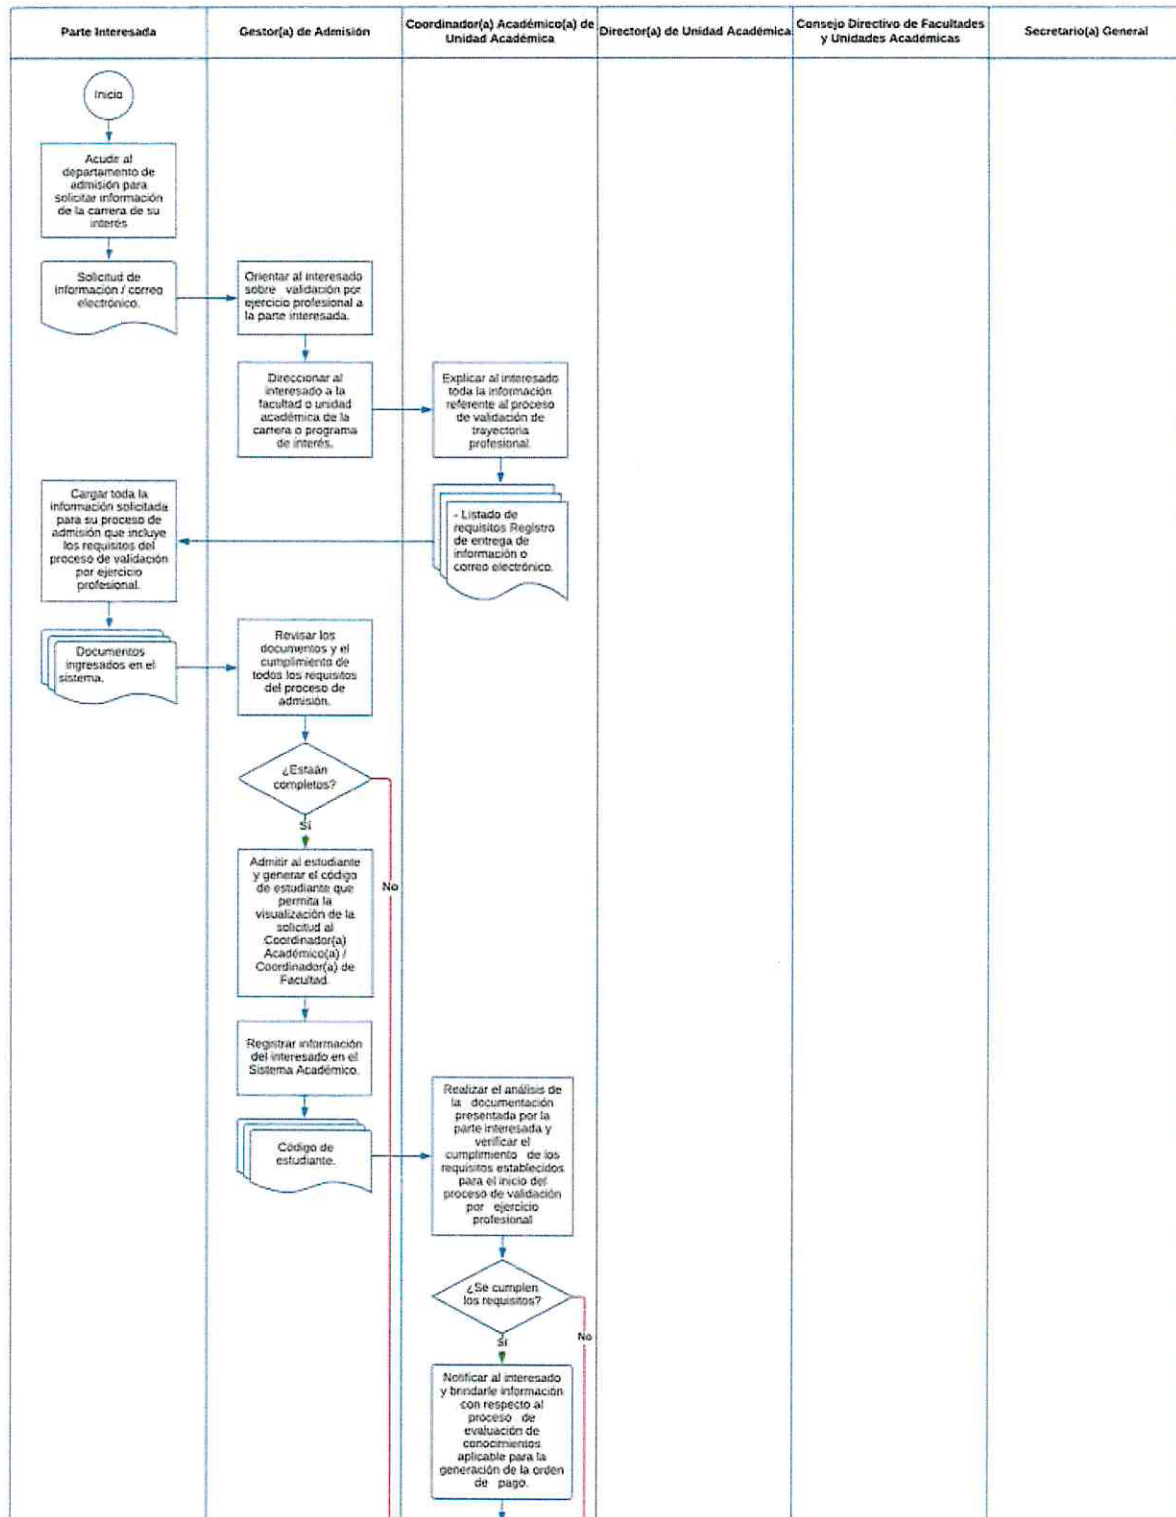 Parte Interesada
Gestor(a) de Admisión
Coordinador(a) Académico(a) de
Unidad Académica
Director(a) de Unidad Académica
Consejo Directivo de Facultades
y Unidades Académicas
Secretario(a) General
Inicio
Acudir al
departamento de
admisión para
solicitar información
de la carrera de su
interés
Solicitud de
información / correo
electrónico.
Orientar al interesado
sobre validación por
ejercicio profesional a
la parte interesada.
Direccionar al
interesado a la
facultad o unidad
académica de la
carrera o programa
de interés.
Explicar al interesado
toda la información
referente al proceso
de validación de
trayectoria
profesional.
- Listado de
requisitos Registro
de entrega de
información o
correo electrónico.
Cargar toda la
información solicitada
para su proceso de
admisión que incluye
los requisitos del
proceso de validación
por ejercicio
profesional.
Documentos
ingresados en el
sistema.
Revisar los
documentos y el
cumplimiento de
todos los requisitos
del proceso de
admisión.
¿Estaán
completos?
Sí
No
Admitir al estudiante
y generar el código
de estudiante que
permita la
visualización de la
solicitud al
Coordinador(a)
Académico(a) /
Coordinador(a) de
Facultad.
Registrar información
del interesado en el
Sistema Académico.
Código de
estudiante.
Realizar el análisis de
la documentación
presentada por la
parte interesada y
verificar el
cumplimiento de los
requisitos establecidos
para el inicio del
proceso de validación
por ejercicio
profesional
¿Se cumplen
los requisitos?
Sí
No
Notificar al interesado
y brindarle información
con respecto al
proceso de
evaluación de
conocimientos
aplicable para la
generación de la orden
de pago.